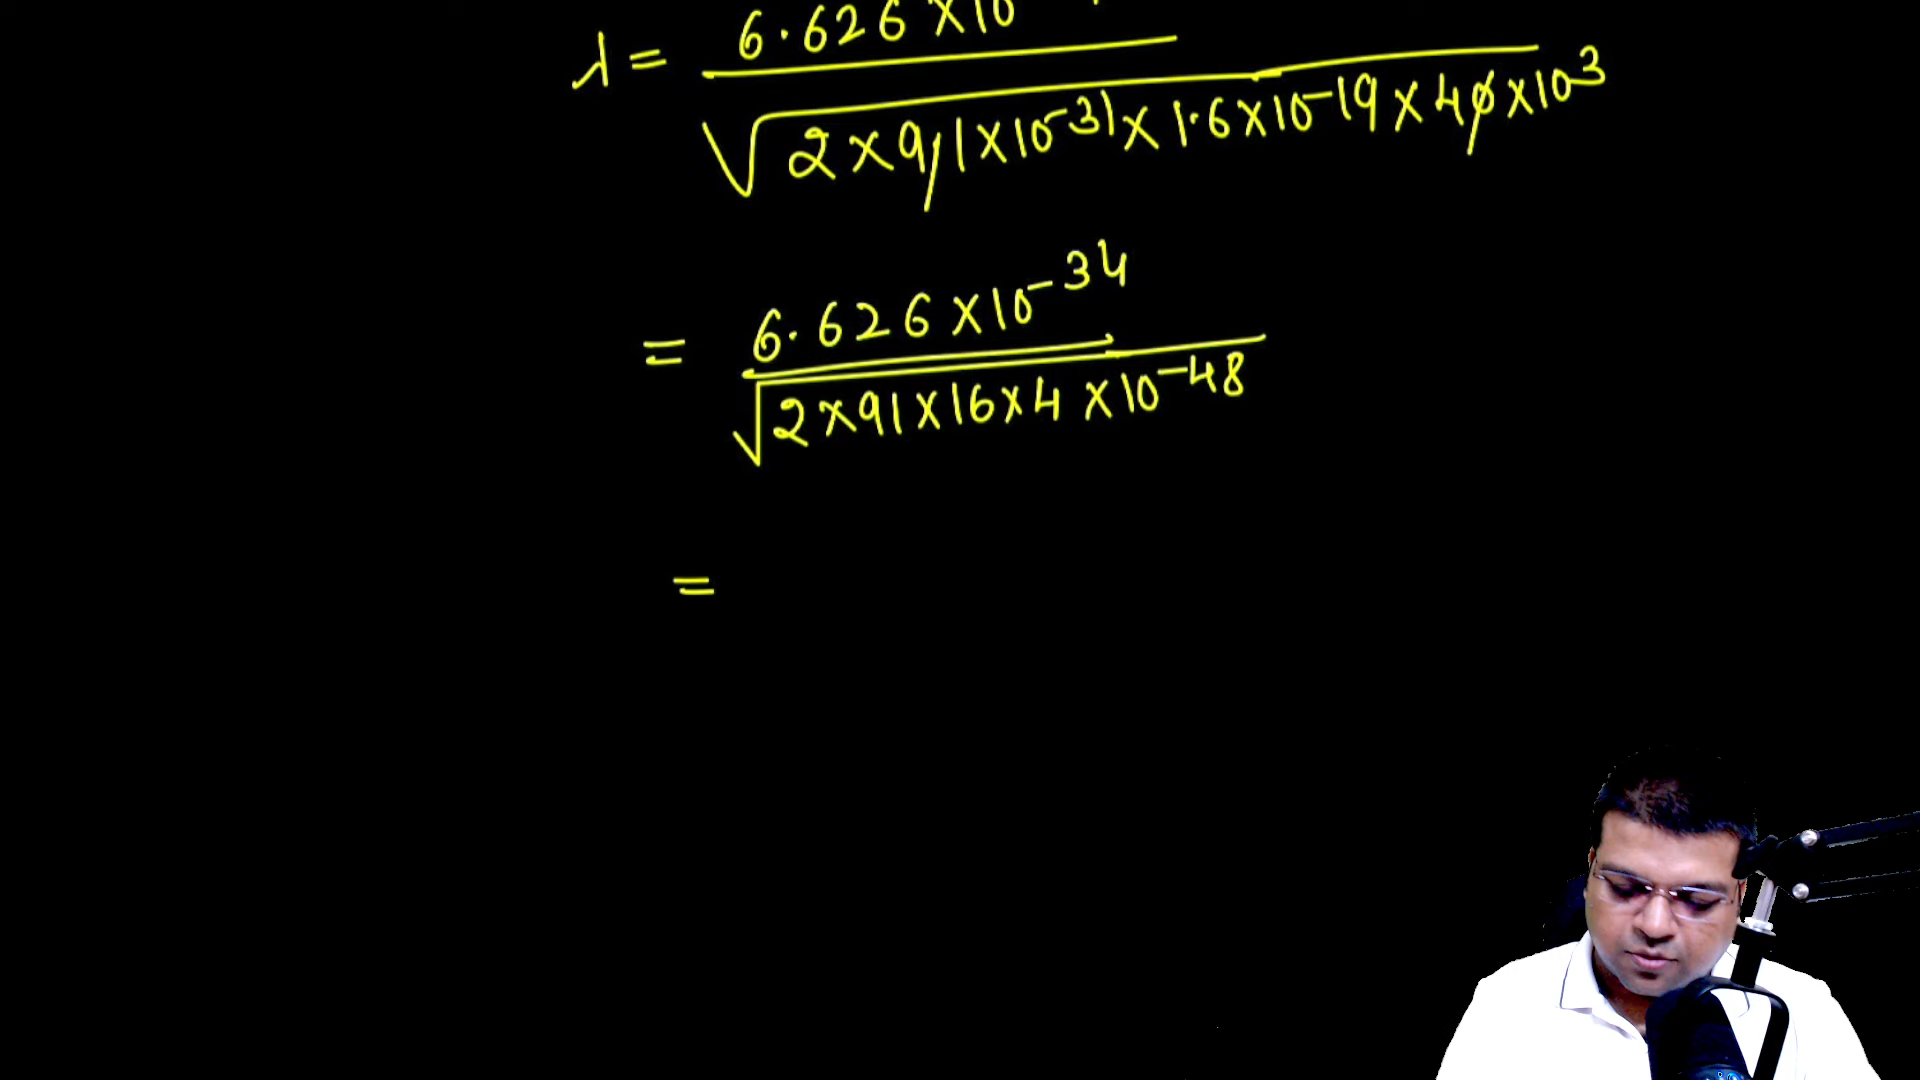 λ = 6.626 × 10
√2 × 9.1 × 10⁻³¹ × 1.6 × 10⁻¹⁹ × 40 × 10³
= 6.626 × 10⁻³⁴
√2 × 91 × 16 × 4 × 10⁻⁴⁸
=